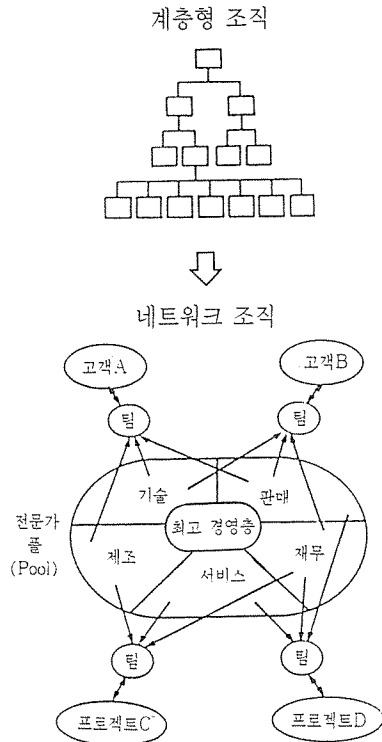 계층형 조직
네트워크 조직
고객A
고객B
팀
팀
기술
판매
전문가
풀
(Pool)
최고 경영층
제조
재무
서비스
팀
팀
프로젝트C
프로젝트D